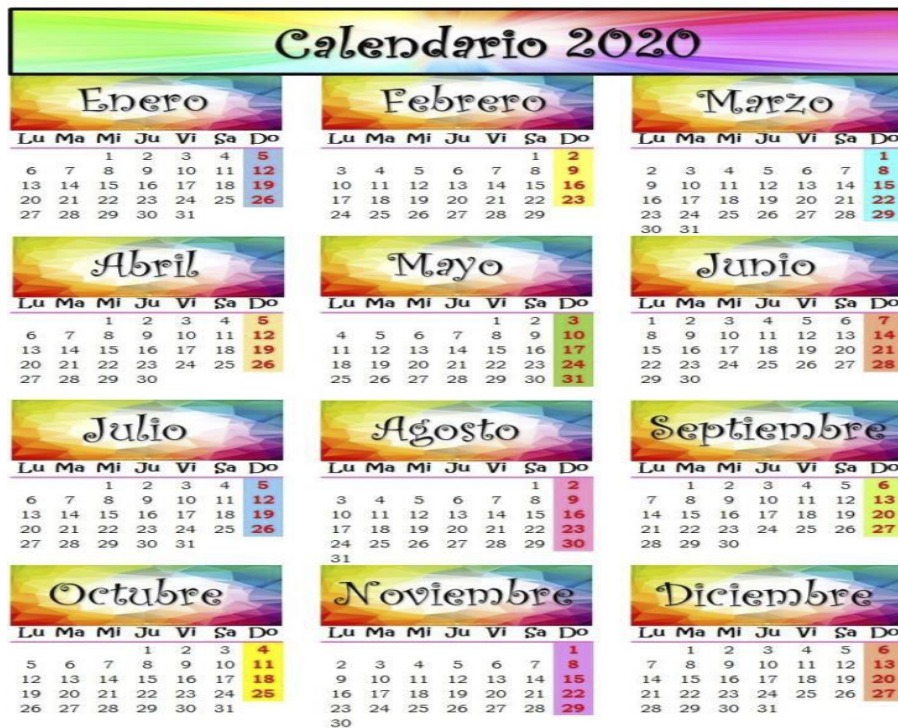 Calendario 2020
Enero
Lu Ma Mi Ju Vi Sa Do
1 2 3 4 5
6 7 8 9 10 11 12
13 14 15 16 17 18 19
20 21 22 23 24 25 26
27 28 29 30 31
Febrero
Lu Ma Mi Ju Vi Sa Do
1 2
3 4 5 6 7 8 9
10 11 12 13 14 15 16
17 18 19 20 21 22 23
24 25 26 27 28 29
Marzo
Lu Ma Mi Ju Vi Sa Do
1
2 3 4 5 6 7 8
9 10 11 12 13 14 15
16 17 18 19 20 21 22
23 24 25 26 27 28 29
30 31
Abril
Lu Ma Mi Ju Vi Sa Do
1 2 3 4 5
6 7 8 9 10 11 12
13 14 15 16 17 18 19
20 21 22 23 24 25 26
27 28 29 30
Mayo
Lu Ma Mi Ju Vi Sa Do
1 2 3
4 5 6 7 8 9 10
11 12 13 14 15 16 17
18 19 20 21 22 23 24
25 26 27 28 29 30 31
Junio
Lu Ma Mi Ju Vi Sa Do
1 2 3 4 5 6 7
8 9 10 11 12 13 14
15 16 17 18 19 20 21
22 23 24 25 26 27 28
29 30
Julio
Lu Ma Mi Ju Vi Sa Do
1 2 3 4 5
6 7 8 9 10 11 12
13 14 15 16 17 18 19
20 21 22 23 24 25 26
27 28 29 30 31
Agosto
Lu Ma Mi Ju Vi Sa Do
1 2
3 4 5 6 7 8 9
10 11 12 13 14 15 16
17 18 19 20 21 22 23
24 25 26 27 28 29 30
31
Septiembre
Lu Ma Mi Ju Vi Sa Do
1 2 3 4 5 6
7 8 9 10 11 12 13
14 15 16 17 18 19 20
21 22 23 24 25 26 27
28 29 30
Octubre
Lu Ma Mi Ju Vi Sa Do
1 2 3 4
5 6 7 8 9 10 11
12 13 14 15 16 17 18
19 20 21 22 23 24 25
26 27 28 29 30 31
Noviembre
Lu Ma Mi Ju Vi Sa Do
1
2 3 4 5 6 7 8
9 10 11 12 13 14 15
16 17 18 19 20 21 22
23 24 25 26 27 28 29
30
Diciembre
Lu Ma Mi Ju Vi Sa Do
1 2 3 4 5 6
7 8 9 10 11 12 13
14 15 16 17 18 19 20
21 22 23 24 25 26 27
28 29 30 31